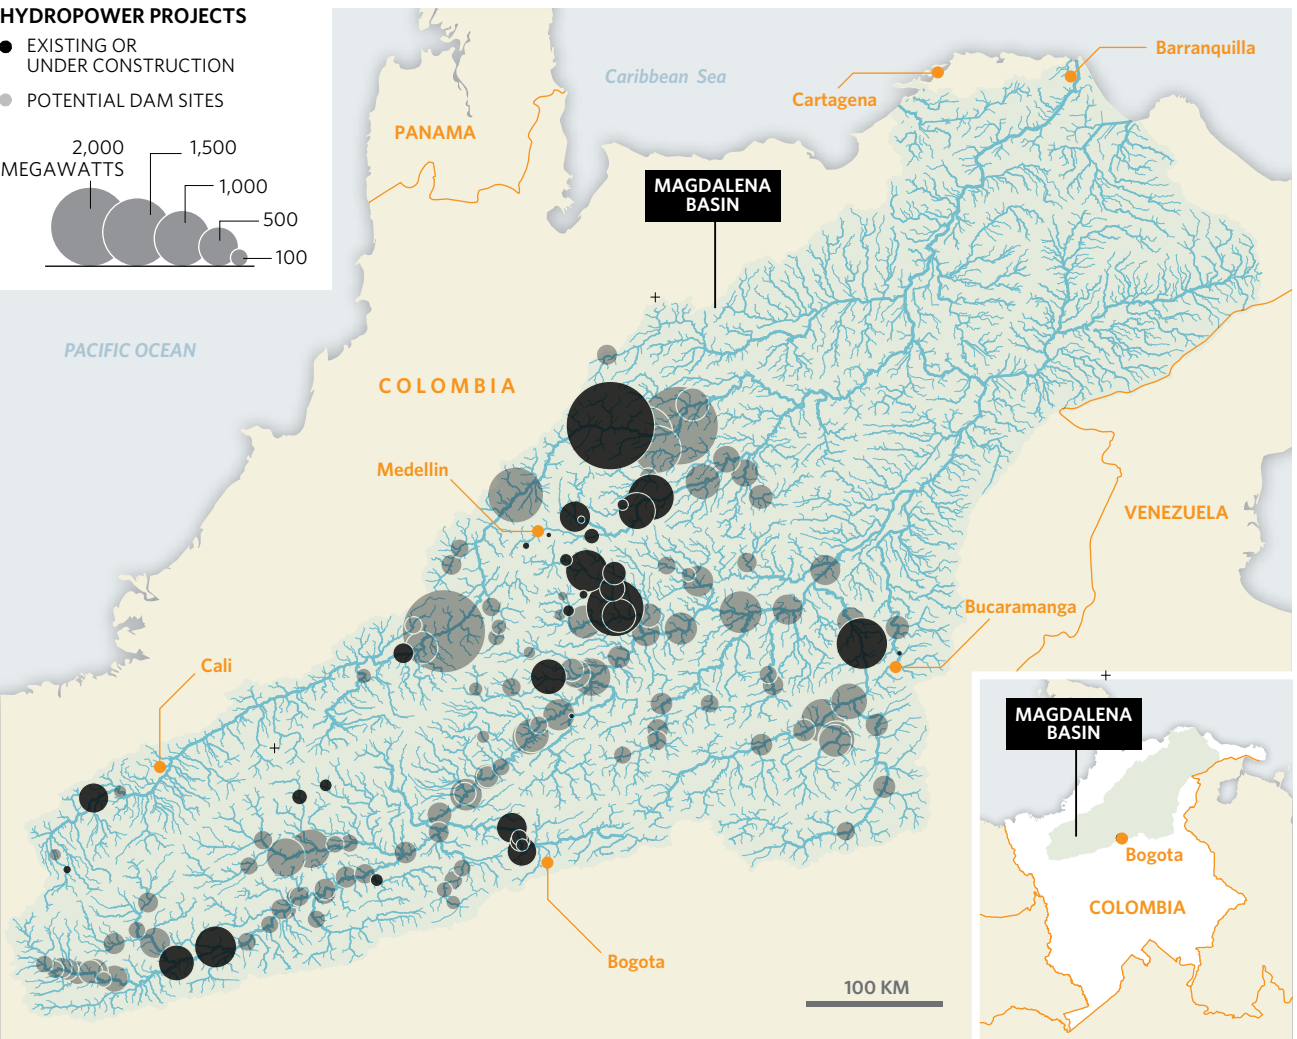 HYDROPOWER PROJECTS
EXISTING OR
UNDER CONSTRUCTION
POTENTIAL DAM SITES
2,000
MEGAWATTS
1,500
1,000
500
100
Caribbean Sea
Barranquilla
Cartagena
PANAMA
MAGDALENA
BASIN
PACIFIC OCEAN
COLOMBIA
Medellin
VENEZUELA
Bucaramanga
Cali
Bogota
100 KM
MAGDALENA
BASIN
Bogota
COLOMBIA